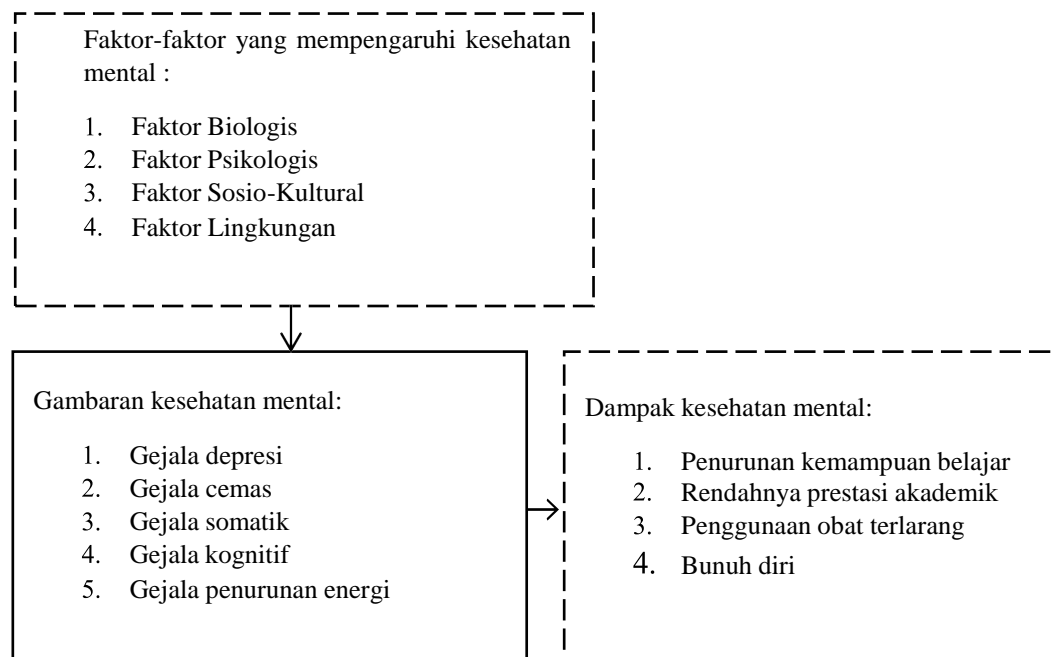 Faktor-faktor yang mempengaruhi kesehatan
mental :
1. Faktor Biologis
2. Faktor Psikologis
3. Faktor Sosio-Kultural
4. Faktor Lingkungan
Gambaran kesehatan mental:
1. Gejala depresi
2. Gejala cemas
3. Gejala somatik
4. Gejala kognitif
5. Gejala penurunan energi
Dampak kesehatan mental:
1. Penurunan kemampuan belajar
2. Rendahnya prestasi akademik
3. Penggunaan obat terlarang
4. Bunuh diri